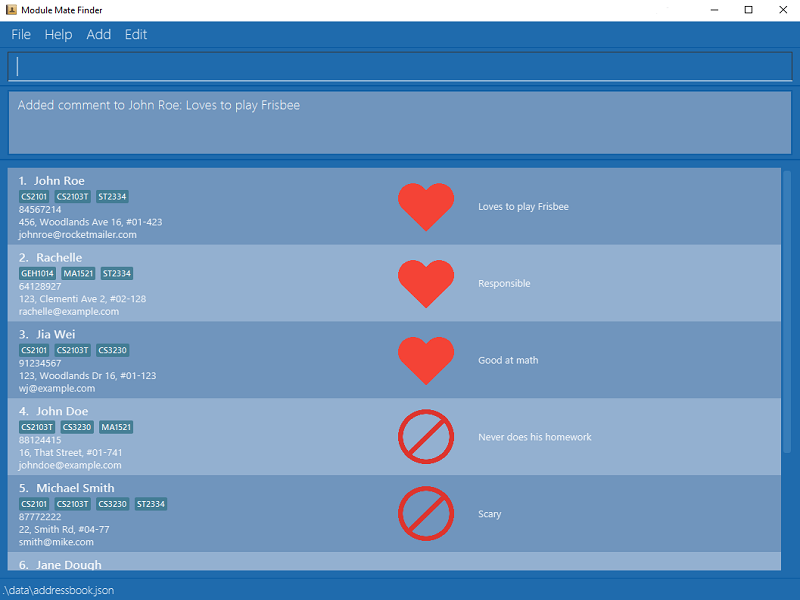 Module Mate Finder
File Help Add Edit
Added comment to John Roe: Loves to play Frisbee
1. John Roe
CS2101 CS2103T ST2334
84567214
456, Woodlands Ave 16, #01-423
johnroe@rocketmailer.com
Loves to play Frisbee
2. Rachelle
GEH1014 MA1521 ST2334
64128927
123, Clementi Ave 2, #02-128
rachelle@example.com
Responsible
3. Jia Wei
CS2101 CS2103T CS3230
91234567
123, Woodlands Dr 16, #01-123
wj@example.com
Good at math
4. John Doe
CS2103T CS3230 MA1521
88124415
16, That Street, #01-741
johndoe@example.com
Never does his homework
5. Michael Smith
CS2101 CS2103T CS3230 ST2334
87772222
22, Smith Rd, #04-77
smith@mike.com
Scary
6. Jane Dough
.\data\addressbook.json